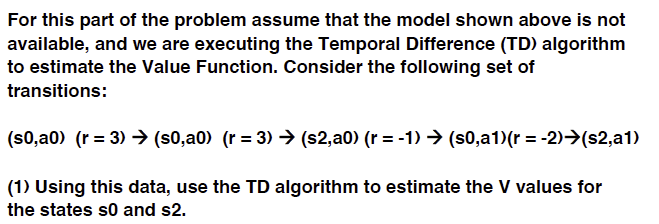 For this part of the problem assume that the model shown above is not
available, and we are executing the Temporal Difference (TD) algorithm
to estimate the Value Function. Consider the following set of
transitions:
(s0,a0) (r = 3) → (s0,a0) (r = 3) → (s2,a0) (r = -1) → (s0,a1)(r = -2)→(s2,a1)
(1) Using this data, use the TD algorithm to estimate the V values for
the states s0 and s2.